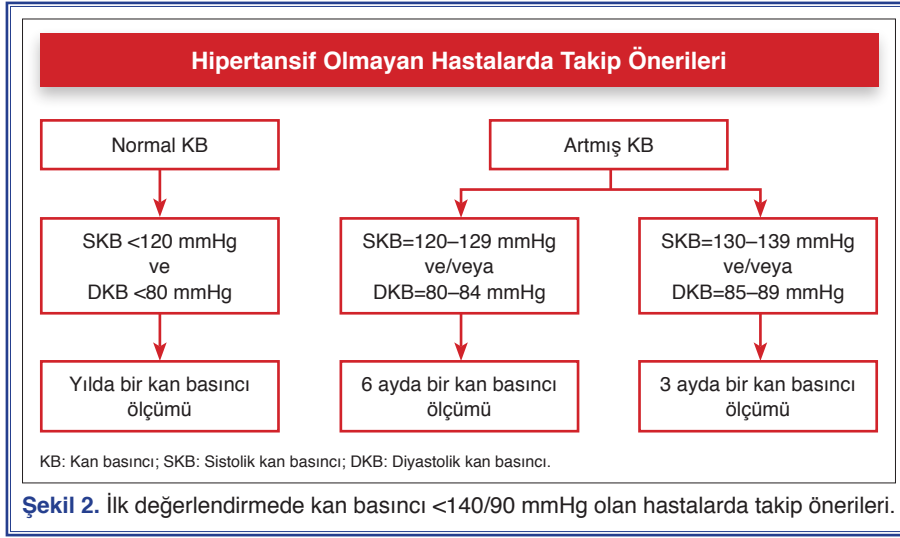 Hipertansif Olmayan Hastalarda Takip Önerileri
Normal KB
Artmış KB
SKB <120 mmHg
ve
DKB <80 mmHg
SKB=120–129 mmHg
ve/veya
DKB=80–84 mmHg
SKB=130–139 mmHg
ve/veya
DKB=85–89 mmHg
Yılda bir kan basıncı
ölçümü
6 ayda bir kan basıncı
ölçümü
3 ayda bir kan basıncı
ölçümü
KB: Kan basıncı; SKB: Sistolik kan basıncı; DKB: Diyastolik kan basıncı.
Şekil 2. İlk değerlendirmede kan basıncı <140/90 mmHg olan hastalarda takip önerileri.